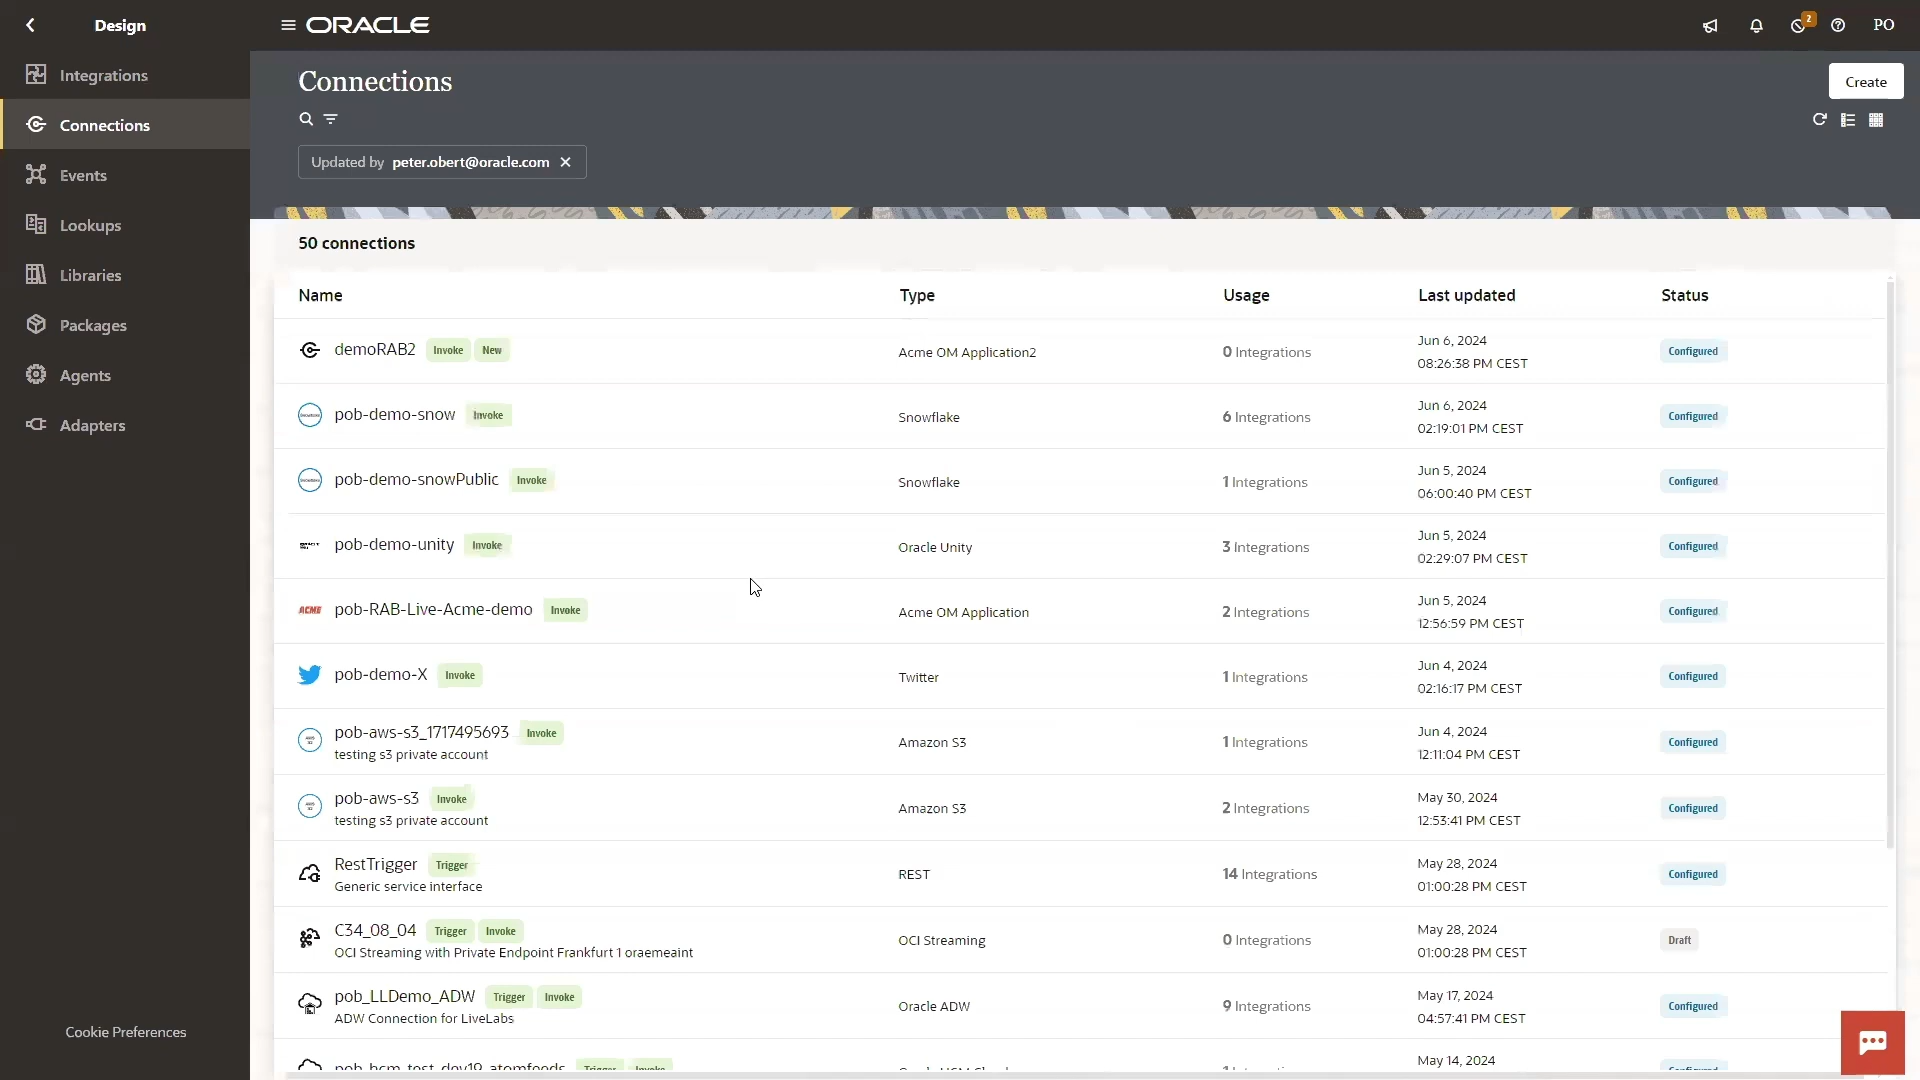 Design
ORACLE
2
PO
Integrations
Connections
Events
Lookups
Libraries
Packages
Agents
Adapters
Cookie Preferences
Connections
Create
Updated by peter.obert@oracle.com
50 connections
Name Type Usage Last updated Status
demoRAB2 Invoke New Acme OM Application2 0 Integrations Jun 6, 2024 Configured
08:26:38 PM CEST
pob-demo-snow Invoke Snowflake 6 Integrations Jun 6, 2024 Configured
02:19:01 PM CEST
pob-demo-snowPublic Invoke Snowflake 1 Integrations Jun 5, 2024 Configured
06:00:40 PM CEST
pob-demo-unity Invoke Oracle Unity 3 Integrations Jun 5, 2024 Configured
02:29:07 PM CEST
ACME pob-RAB-Live-Acme-demo Invoke Acme OM Application 2 Integrations Jun 5, 2024 Configured
12:56:59 PM CEST
pob-demo-X Invoke Twitter 1 Integrations Jun 4, 2024 Configured
02:16:17 PM CEST
pob-aws-s3_1717495693 Invoke Amazon S3 1 Integrations Jun 4, 2024 Configured
testing s3 private account 12:11:04 PM CEST
pob-aws-s3 Invoke Amazon S3 2 Integrations May 30, 2024 Configured
testing s3 private account 12:53:41 PM CEST
RestTrigger Trigger REST 14 Integrations May 28, 2024 Configured
Generic service interface 01:00:28 PM CEST
C34_08_04 Trigger Invoke OCI Streaming 0 Integrations May 28, 2024 Draft
OCI Streaming with Private Endpoint Frankfurt 1 oraemeaint 01:00:28 PM CEST
pob_LLDemo_ADW Trigger Invoke Oracle ADW 9 Integrations May 17, 2024 Configured
ADW Connection for LiveLabs 04:57:41 PM CEST
pob_hcm_test_dev19_atomfeeds Trigger Invoke May 14, 2024 Configured